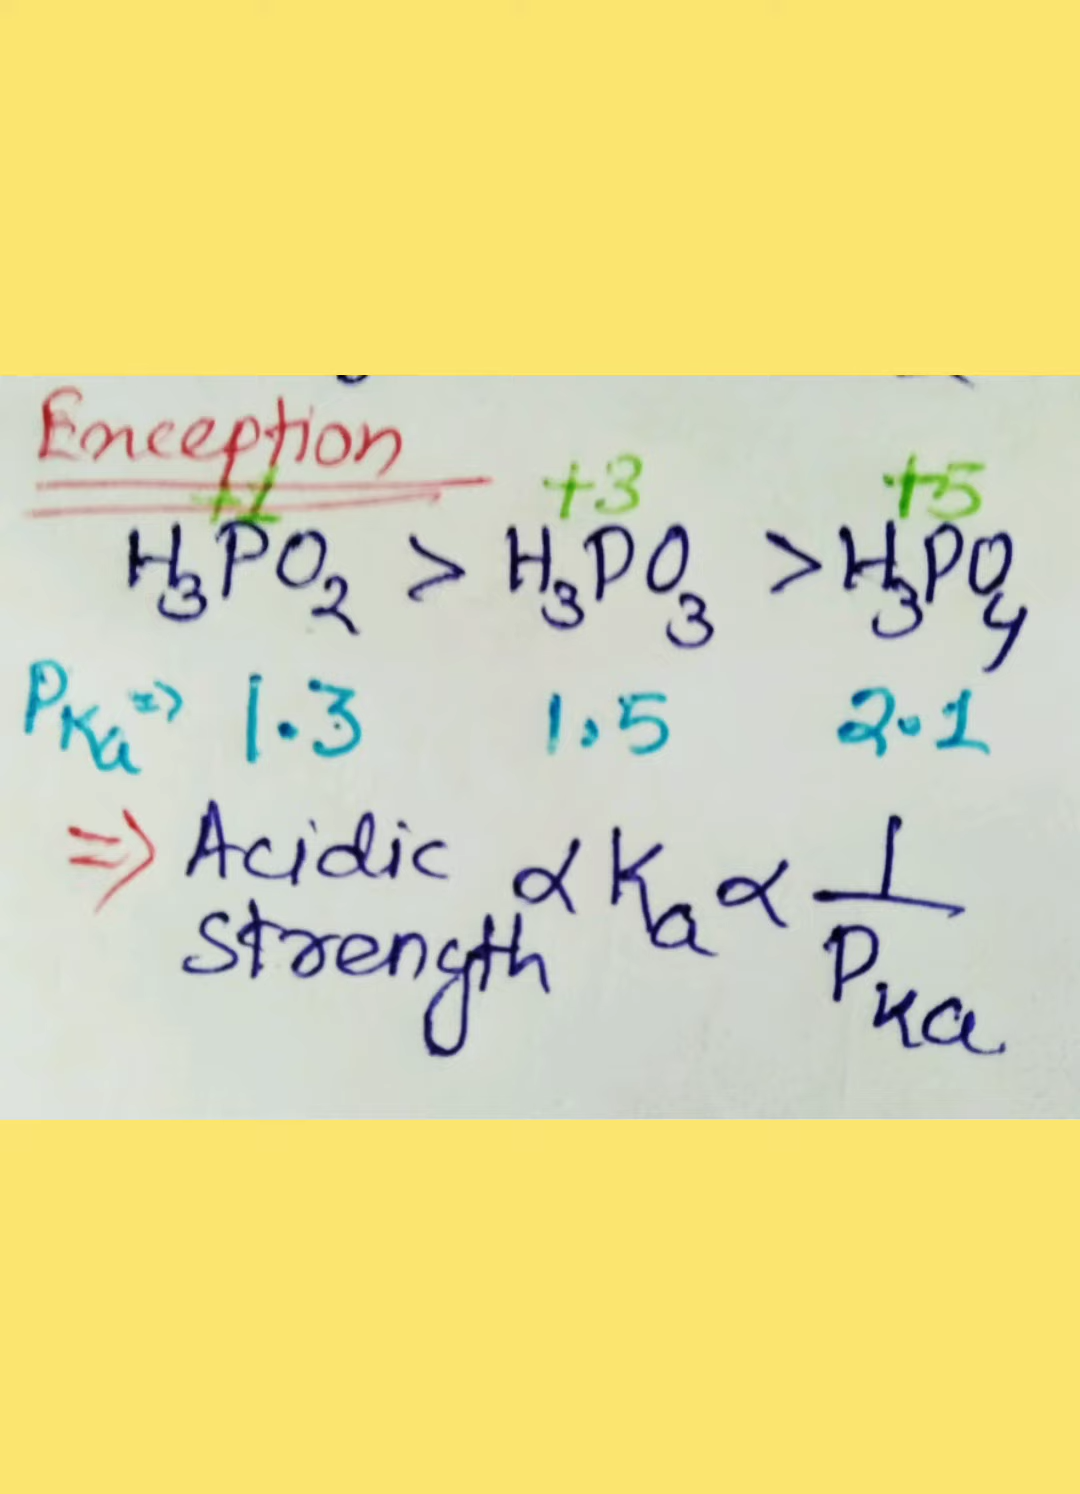 Exception
+1 +3 +5
H₃PO₂ > H₃PO₃ > H₃PO₄
PKa => 1.3 1.5 2.1
=> Acidic Strength ∝ Ka ∝ 1/PKa